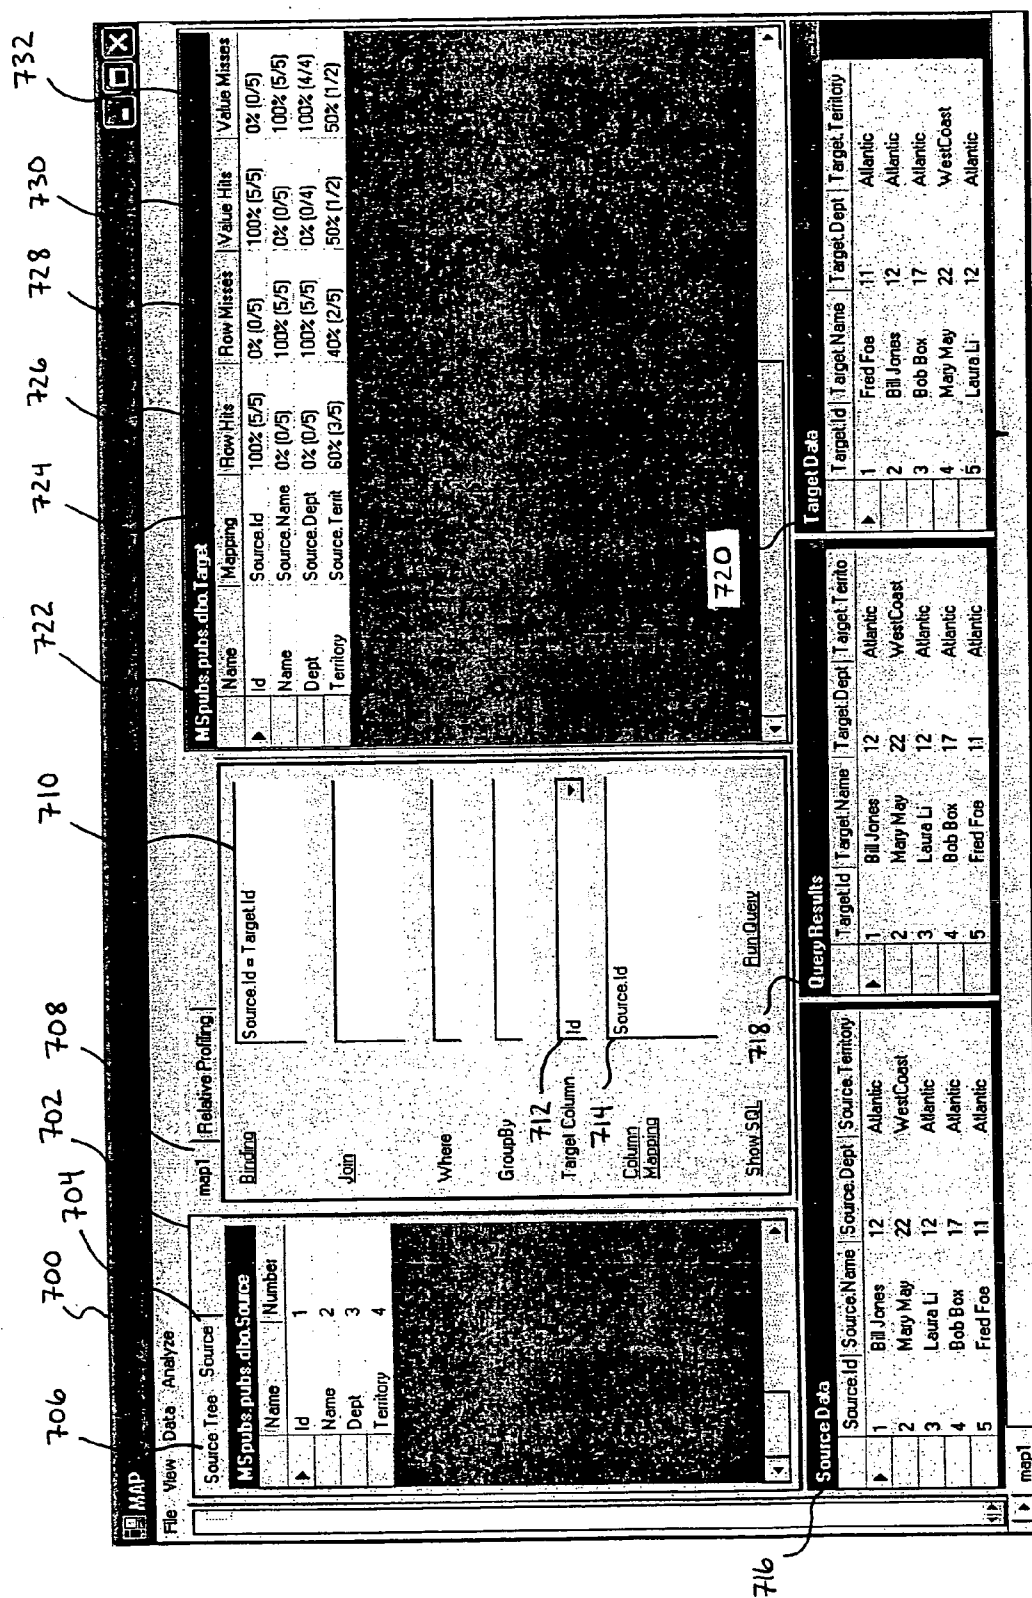 700
702
704
706
708
710
722
724
726
728
730
732
MAP
File View Data Analyze
Source Tree Source
MSpubs.pubs.dbo.Source
Name Number
Id 1
Name 2
Dept 3
Territory 4
map1 Relative Profiling
Binding Source.Id = Target.Id
Join
Where
GroupBy
712
Target Column Id
714
Column Mapping Source.Id
Show SQL Run Query
718
MSpubs.pubs.dbo.Target
Name Mapping Row Hits Row Misses Value Hits Value Misses
Id Source.Id 100% (5/5) 0% (0/5) 100% (5/5) 0% (0/5)
Name Source.Name 0% (0/5) 100% (5/5) 0% (0/5) 100% (5/5)
Dept Source.Dept 0% (0/5) 100% (5/5) 0% (0/4) 100% (4/4)
Territory Source.Territ 60% (3/5) 40% (2/5) 50% (1/2) 50% (1/2)
720
716
Source Data
Source.Id Source.Name Source.Dept Source.Territory
1 Bill Jones 12 Atlantic
2 Mary May 22 WestCoast
3 Laura Li 12 Atlantic
4 Bob Box 17 Atlantic
5 Fred Foe 11 Atlantic
Query Results
Target.Id Target.Name Target.Dept Target.Territo
1 Bill Jones 12 Atlantic
2 Mary May 22 WestCoast
3 Laura Li 12 Atlantic
4 Bob Box 17 Atlantic
5 Fred Foe 11 Atlantic
Target Data
Target.Id Target.Name Target.Dept Target.Territory
1 Fred Foe 11 Atlantic
2 Bill Jones 12 Atlantic
3 Bob Box 17 Atlantic
4 Mary May 22 WestCoast
5 Laura Li 12 Atlantic
map1